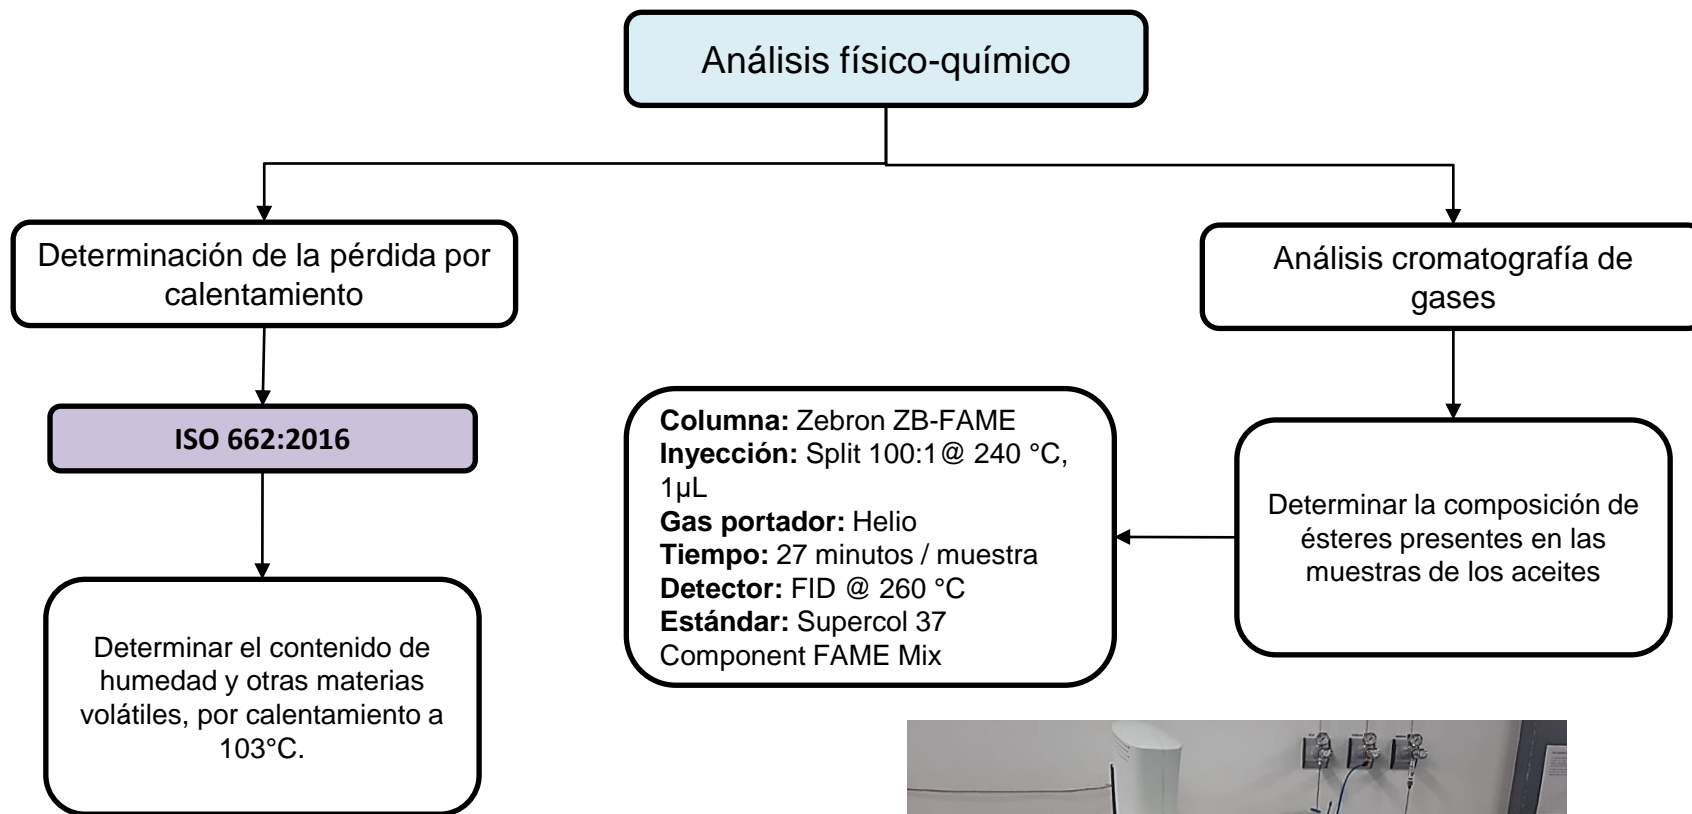 Análisis físico-químico
Determinación de la pérdida por
calentamiento
ISO 662:2016
Determinar el contenido de
humedad y otras materias
volátiles, por calentamiento a
103°C.
Análisis cromatografía de
gases
Determinar la composición de
ésteres presentes en las
muestras de los aceites
Columna: Zebron ZB-FAME
Inyección: Split 100:1@ 240 °C,
1µL
Gas portador: Helio
Tiempo: 27 minutos / muestra
Detector: FID @ 260 °C
Estándar: Supercol 37
Component FAME Mix